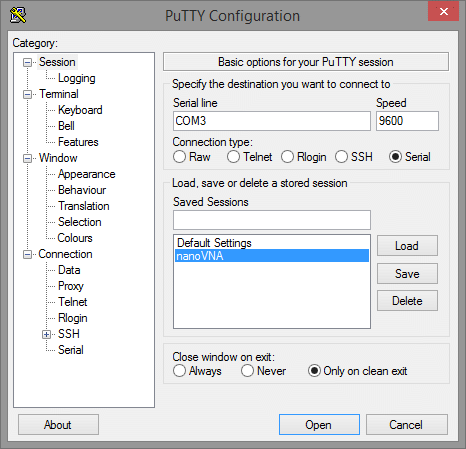 PuTTY Configuration
Category:
Session
Logging
Terminal
Keyboard
Bell
Features
Window
Appearance
Behaviour
Translation
Selection
Colours
Connection
Data
Proxy
Telnet
Rlogin
SSH
Serial
Basic options for your PuTTY session
Specify the destination you want to connect to
Serial line Speed
COM3 9600
Connection type:
Raw Telnet Rlogin SSH Serial
Load, save or delete a stored session
Saved Sessions
Default Settings
nanoVNA
Load
Save
Delete
Close window on exit:
Always Never Only on clean exit
About Open Cancel